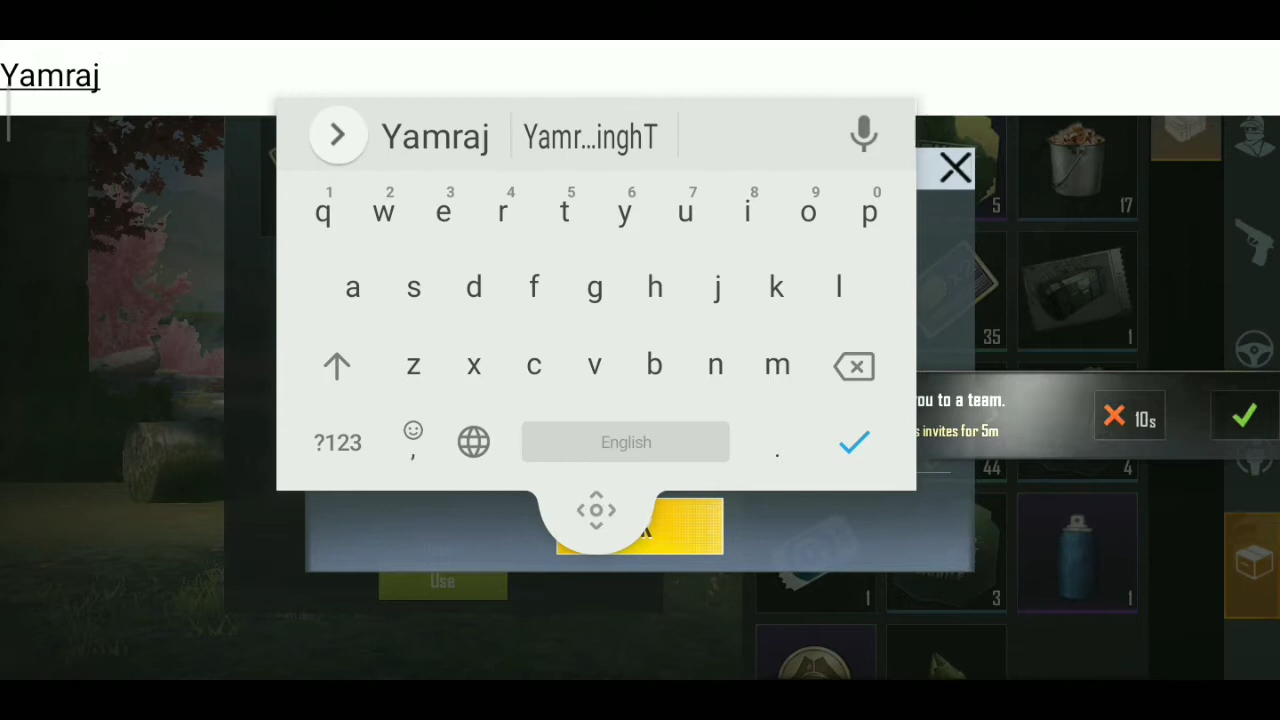 Yamraj
Yamraj Yamr...inghT
1 2 3 4 5 6 7 8 9 0
q w e r t y u i o p
a s d f g h j k l
z x c v b n m
?123 , English .
5 17
35 1
ou to a team.
s invites for 5m
10s
44 4
Use
1 3 1